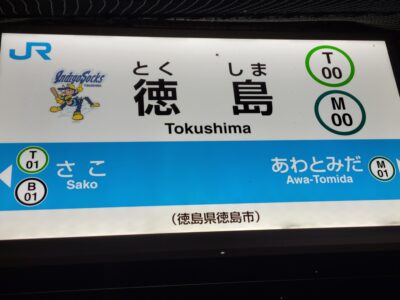 JR
IndigoSocks
TOKUSHIMA
とく しま
徳島
Tokushima
T
00
M
00
T
01
B
01
さこ
Sako
あわとみだ
Awa-Tomida
M
01
(徳島県徳島市)